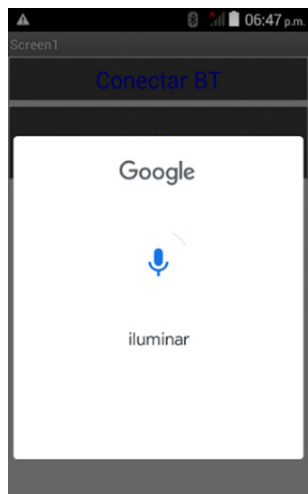 06:47 p.m.
Screen1
Conectar BT
Google
iluminar